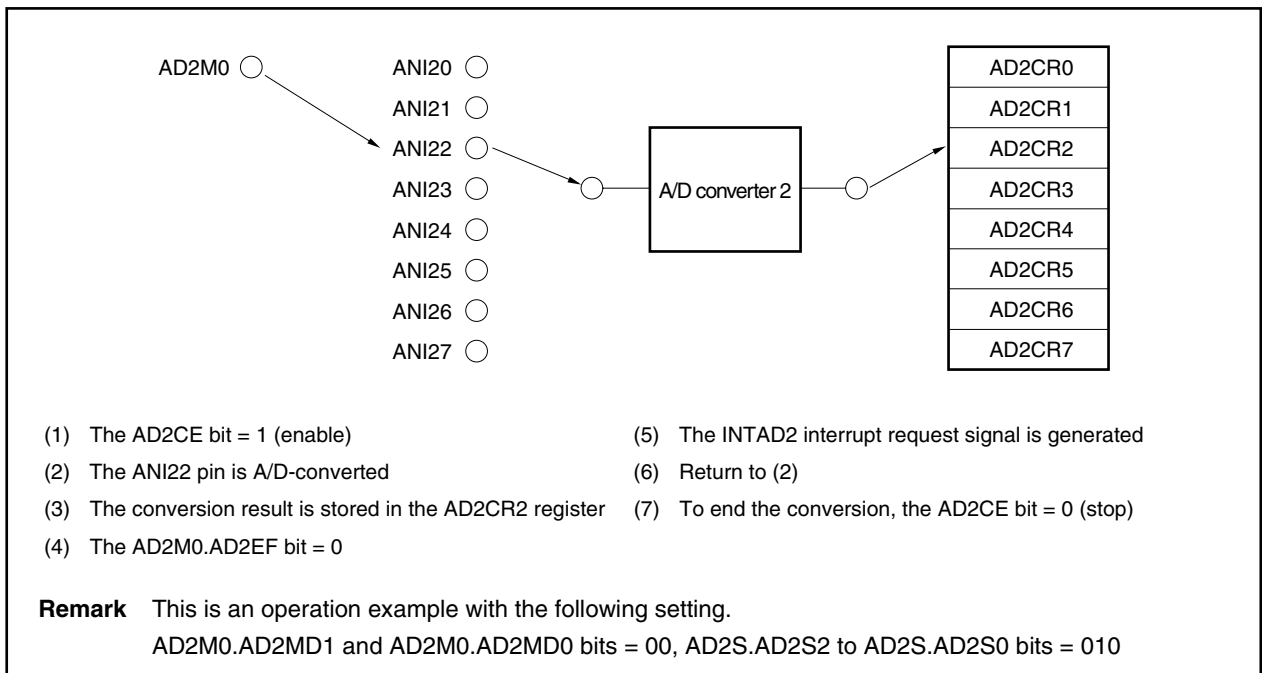 AD2M0
ANI20
ANI21
ANI22
ANI23
ANI24
ANI25
ANI26
ANI27
A/D converter 2
AD2CR0
AD2CR1
AD2CR2
AD2CR3
AD2CR4
AD2CR5
AD2CR6
AD2CR7
(1) The AD2CE bit = 1 (enable)
(2) The ANI22 pin is A/D-converted
(3) The conversion result is stored in the AD2CR2 register
(4) The AD2M0.AD2EF bit = 0
(5) The INTAD2 interrupt request signal is generated
(6) Return to (2)
(7) To end the conversion, the AD2CE bit = 0 (stop)
Remark This is an operation example with the following setting.
AD2M0.AD2MD1 and AD2M0.AD2MD0 bits = 00, AD2S.AD2S2 to AD2S.AD2S0 bits = 010